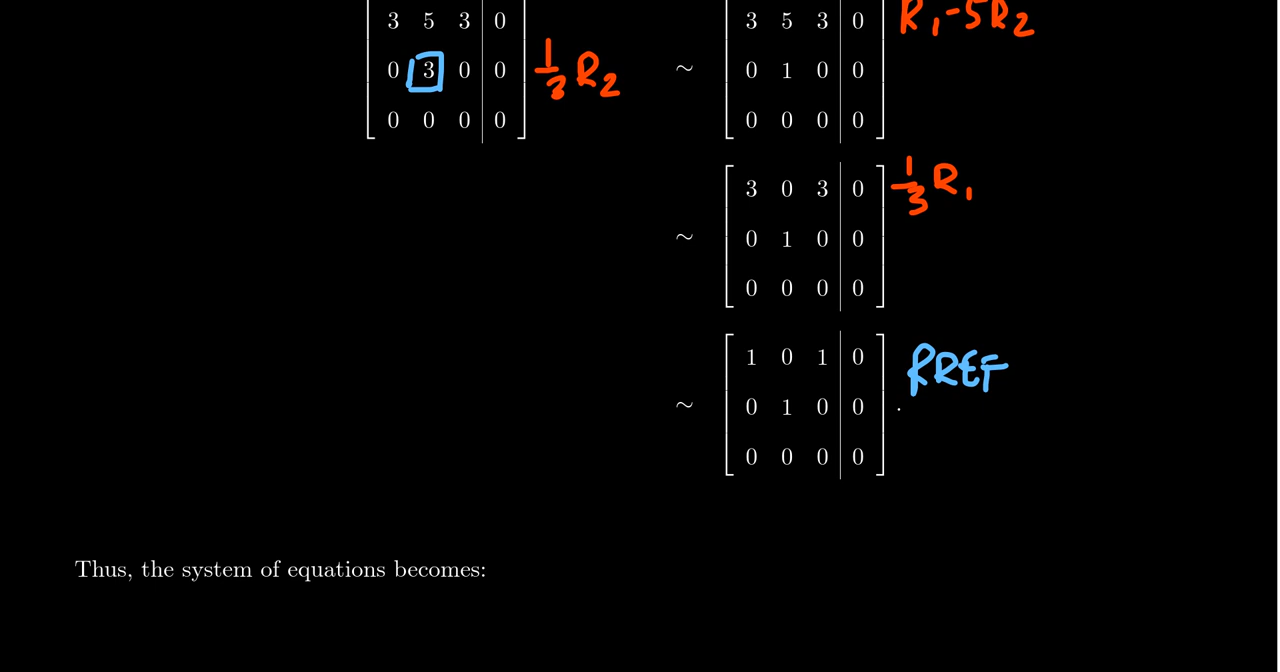 3 5 3 | 0
0 3 0 | 0
0 0 0 | 0
1/3 R₂
~
3 5 3 | 0
0 1 0 | 0
0 0 0 | 0
R₁-5R₂
~
3 0 3 | 0
0 1 0 | 0
0 0 0 | 0
1/3 R₁
~
1 0 1 | 0
0 1 0 | 0
0 0 0 | 0
.
RREF
Thus, the system of equations becomes: